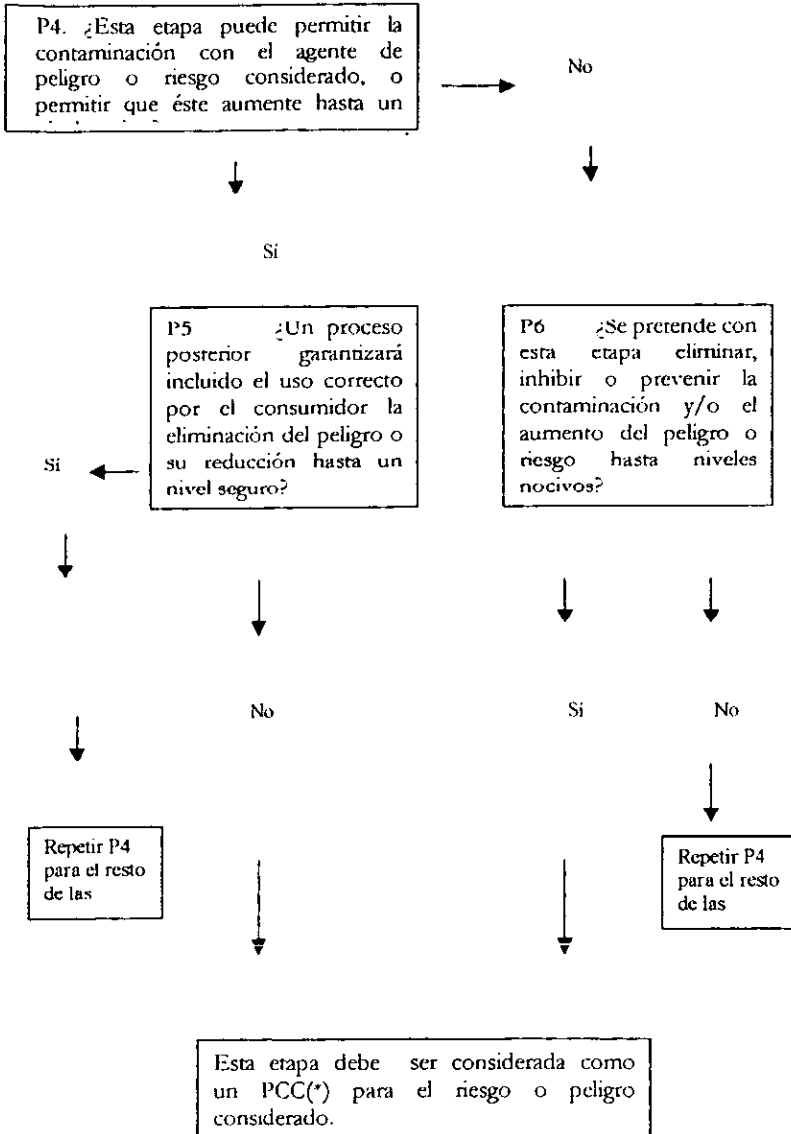 P4. ¿Esta etapa puede permitir la
contaminación con el agente de
peligro o riesgo considerado, o
permitir que éste aumente hasta un
No
Sí
P5 ¿Un proceso
posterior garantizará
incluido el uso correcto
por el consumidor la
eliminación del peligro o
su reducción hasta un
nivel seguro?
P6 ¿Se pretende con
esta etapa eliminar,
inhibir o prevenir la
contaminación y/o el
aumento del peligro o
riesgo hasta niveles
nocivos?
Sí
No
Sí
No
Repetir P4
para el resto
de las
Repetir P4
para el resto
de las
Esta etapa debe ser considerada como
un PCC(*) para el riesgo o peligro
considerado.